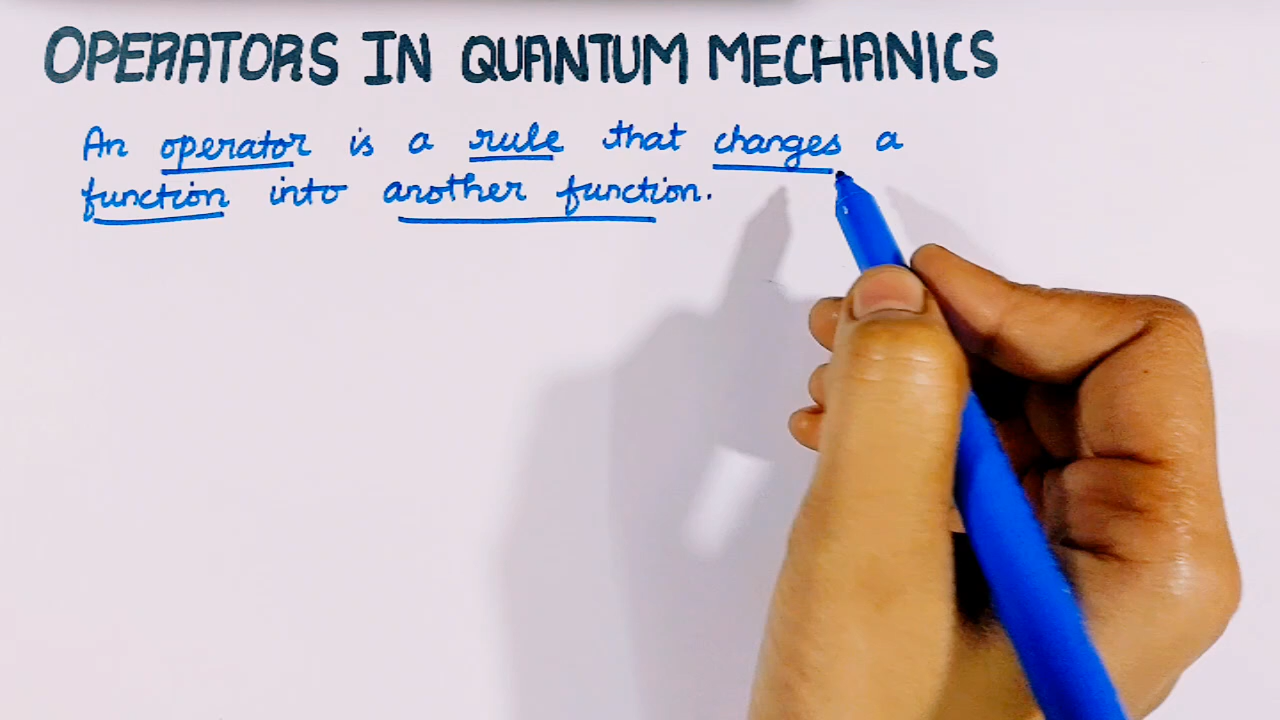 OPERATORS IN QUANTUM MECHANICS
An operator is a rule that changes a
function into another function.